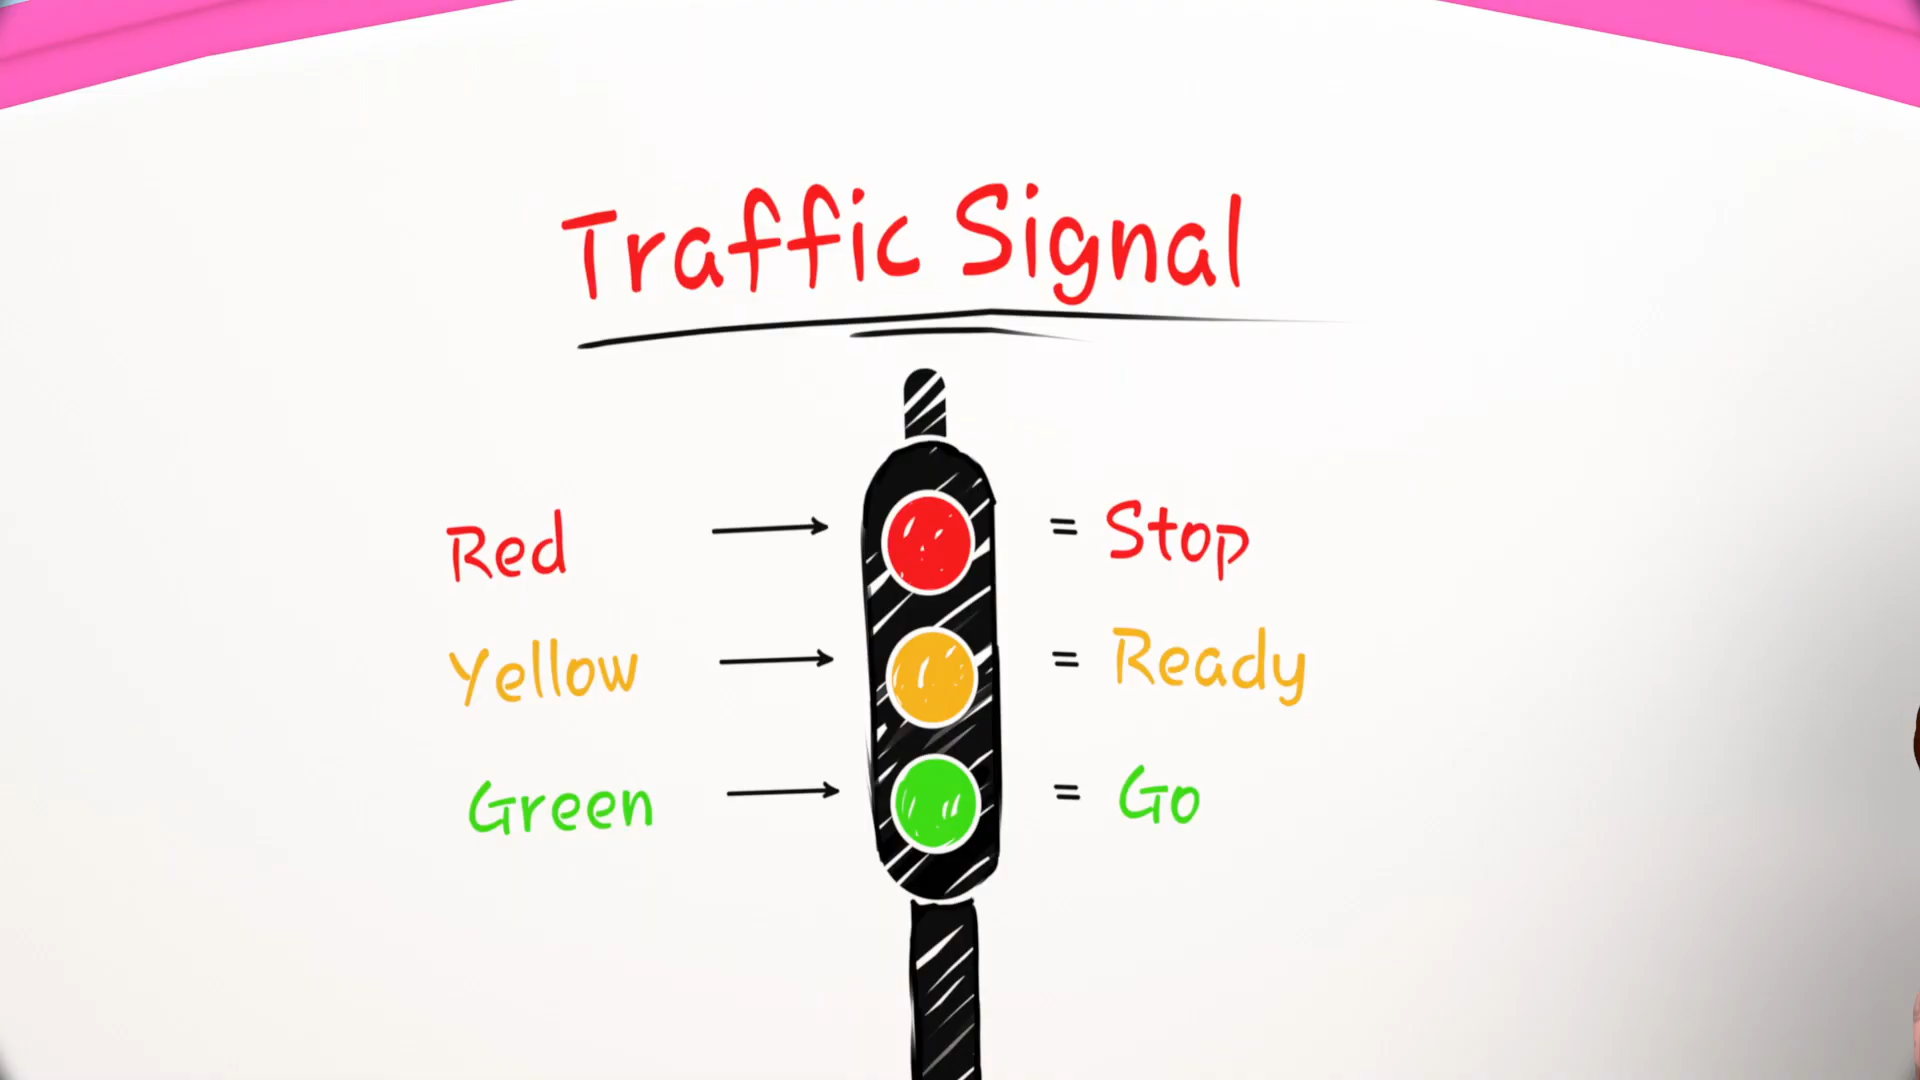 Traffic Signal
Red → = Stop
Yellow → = Ready
Green → = Go